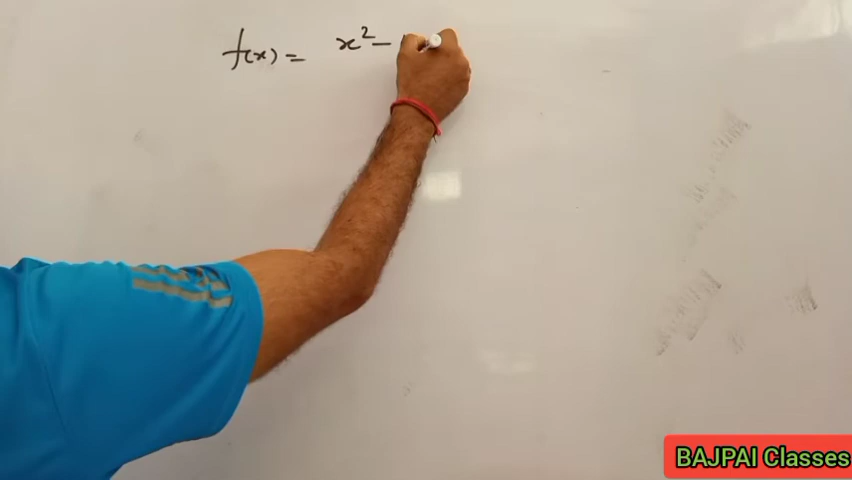 f(x) = x² –
BAJPAI Classes